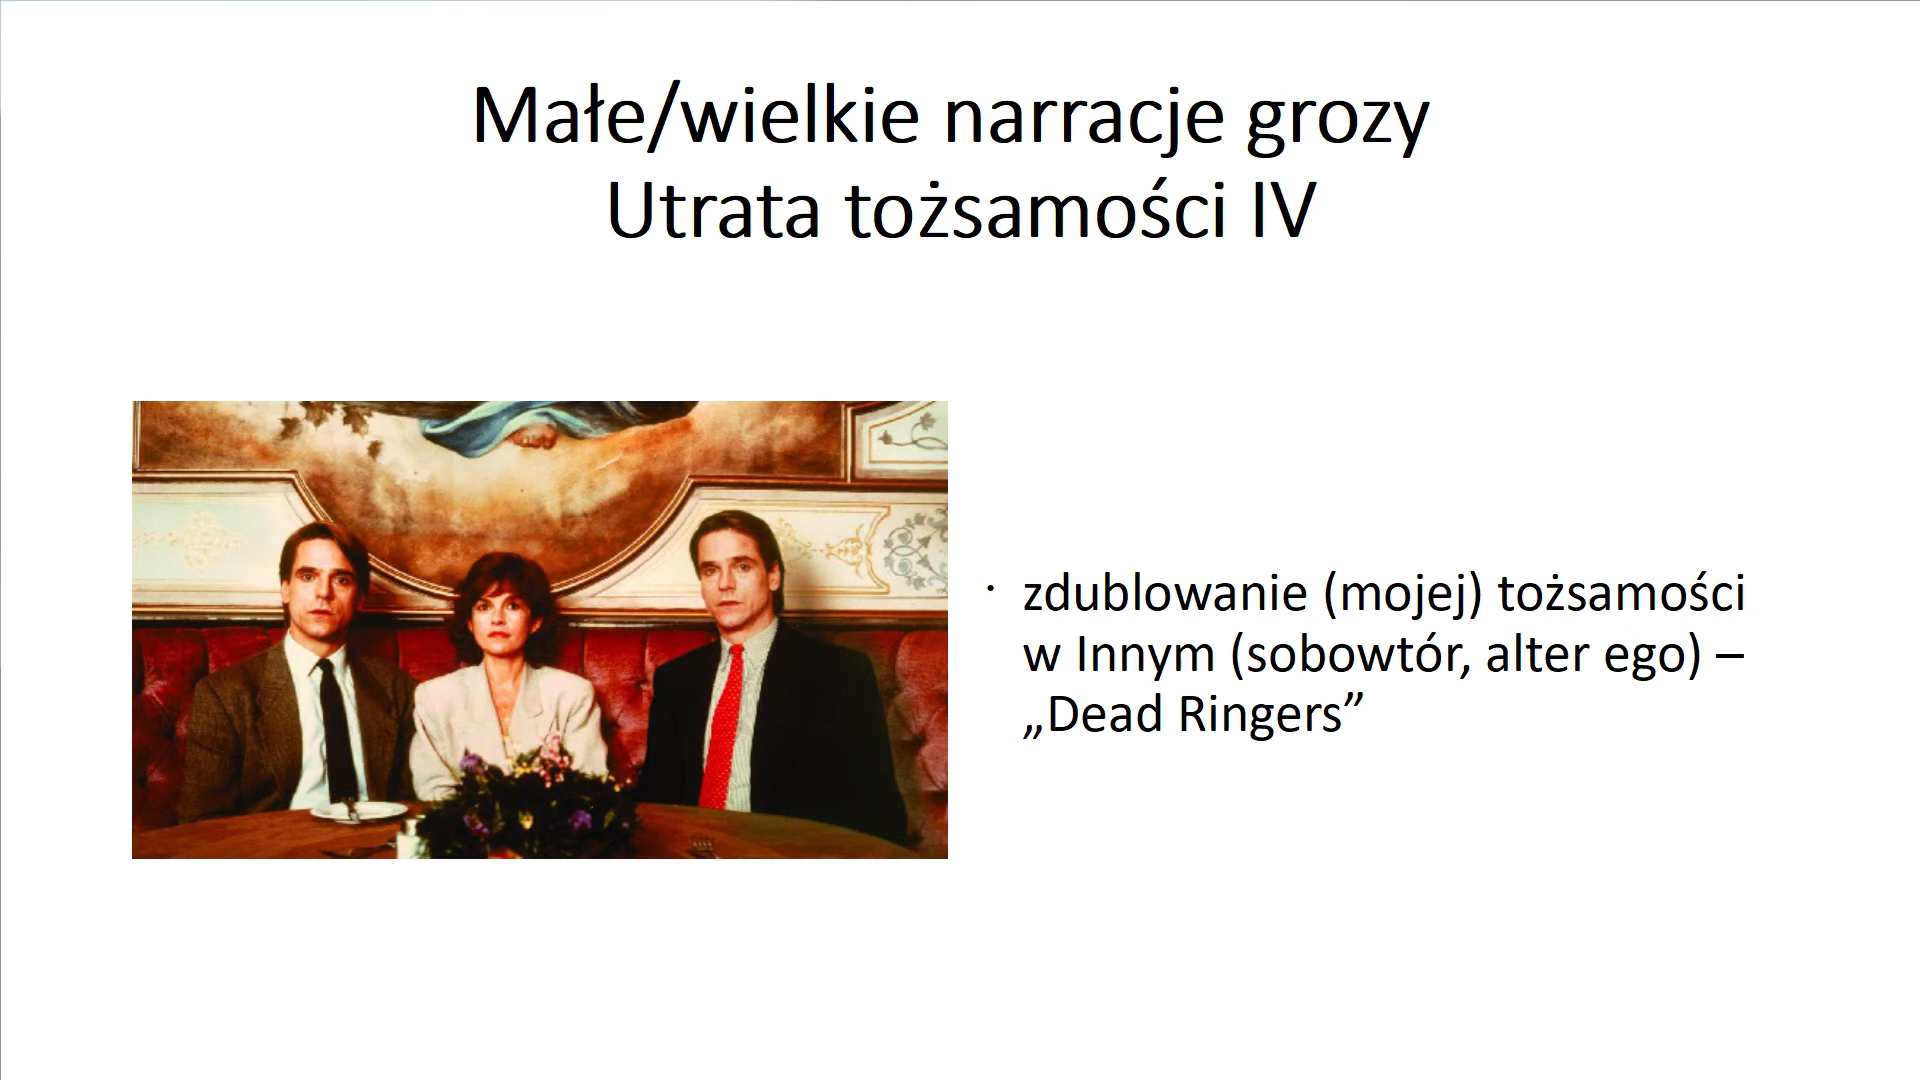 Małe/wielkie narracje grozy
Utrata tożsamości IV
· zdublowanie (mojej) tożsamości
w Innym (sobowtór, alter ego) –
„Dead Ringers”